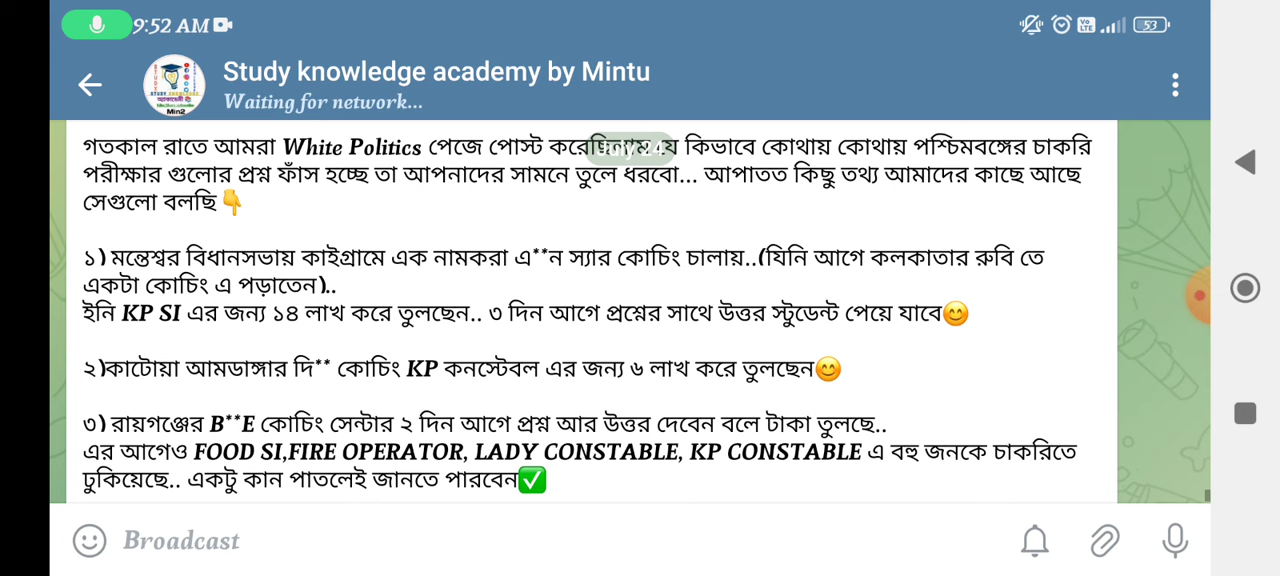 9:52 AM
53
Study knowledge academy by Mintu
Waiting for network...
গতকাল রাতে আমরা White Politics পেজে পোস্ট করেছিলাম যে কিভাবে কোথায় কোথায় পশ্চিমবঙ্গের চাকরি
পরীক্ষার গুলোর প্রশ্ন ফাঁস হচ্ছে তা আপনাদের সামনে তুলে ধরবো... আপাতত কিছু তথ্য আমাদের কাছে আছে
সেগুলো বলছি👇
১) মন্তেশ্বর বিধানসভায় কাইগ্রামে এক নামকরা এ**ন স্যার কোচিং চালায়..(যিনি আগে কলকাতার রুবি তে
একটা কোচিং এ পড়াতেন)..
ইনি KP SI এর জন্য ১৪ লাখ করে তুলছেন.. ৩ দিন আগে প্রশ্নের সাথে উত্তর স্টুডেন্ট পেয়ে যাবে😊
২)কাটোয়া আমডাঙ্গার দি** কোচিং KP কনস্টেবল এর জন্য ৬ লাখ করে তুলছেন😊
৩) রায়গঞ্জের B**E কোচিং সেন্টার ২ দিন আগে প্রশ্ন আর উত্তর দেবেন বলে টাকা তুলছে..
এর আগেও FOOD SI,FIRE OPERATOR, LADY CONSTABLE, KP CONSTABLE এ বহু জনকে চাকরিতে
ঢুকিয়েছে.. একটু কান পাতলেই জানতে পারবেন✅
Broadcast